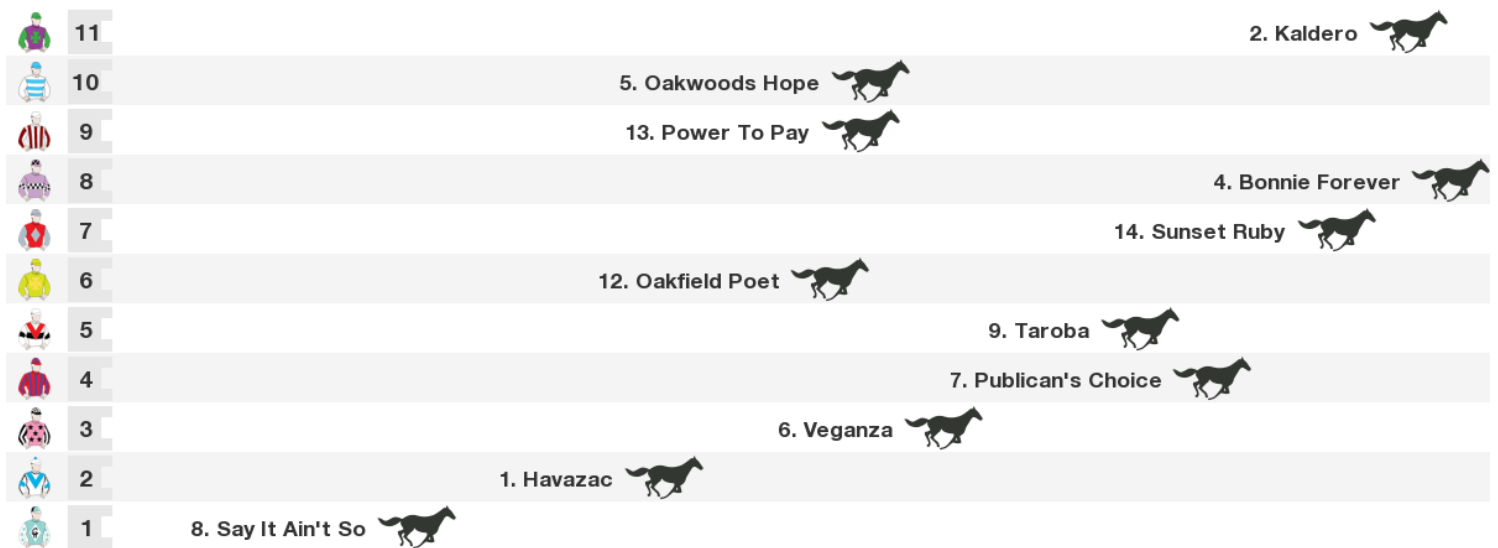 11 2. Kaldero
10 5. Oakwoods Hope
9 13. Power To Pay
8 4. Bonnie Forever
7 14. Sunset Ruby
6 12. Oakfield Poet
5 9. Taroba
4 7. Publican's Choice
3 6. Veganza
2 1. Havazac
1 8. Say It Ain't So